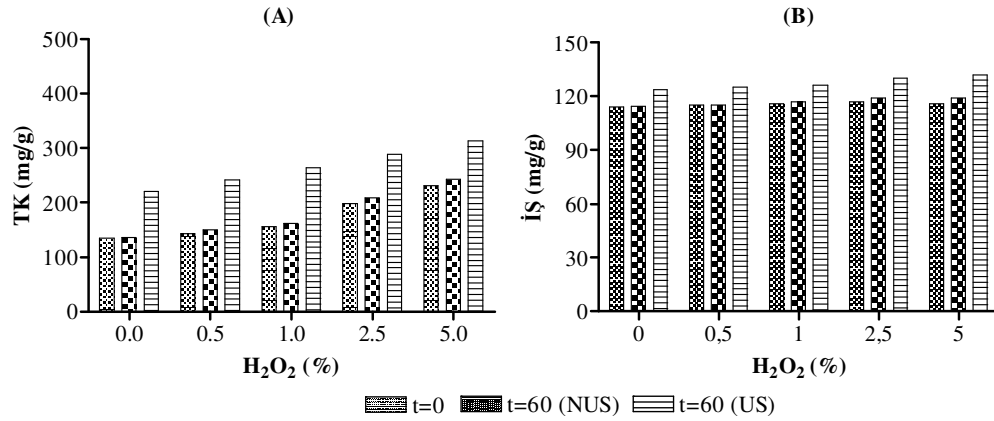 (A)
(B)
500
400
300
200
100
0
TK (mg/g)
0.0 0.5 1.0 2.5 5.0
H₂O₂ (%)
150
120
90
60
30
0
İŞ (mg/g)
0 0,5 1 2,5 5
H₂O₂ (%)
t=0 t=60 (NUS) t=60 (US)